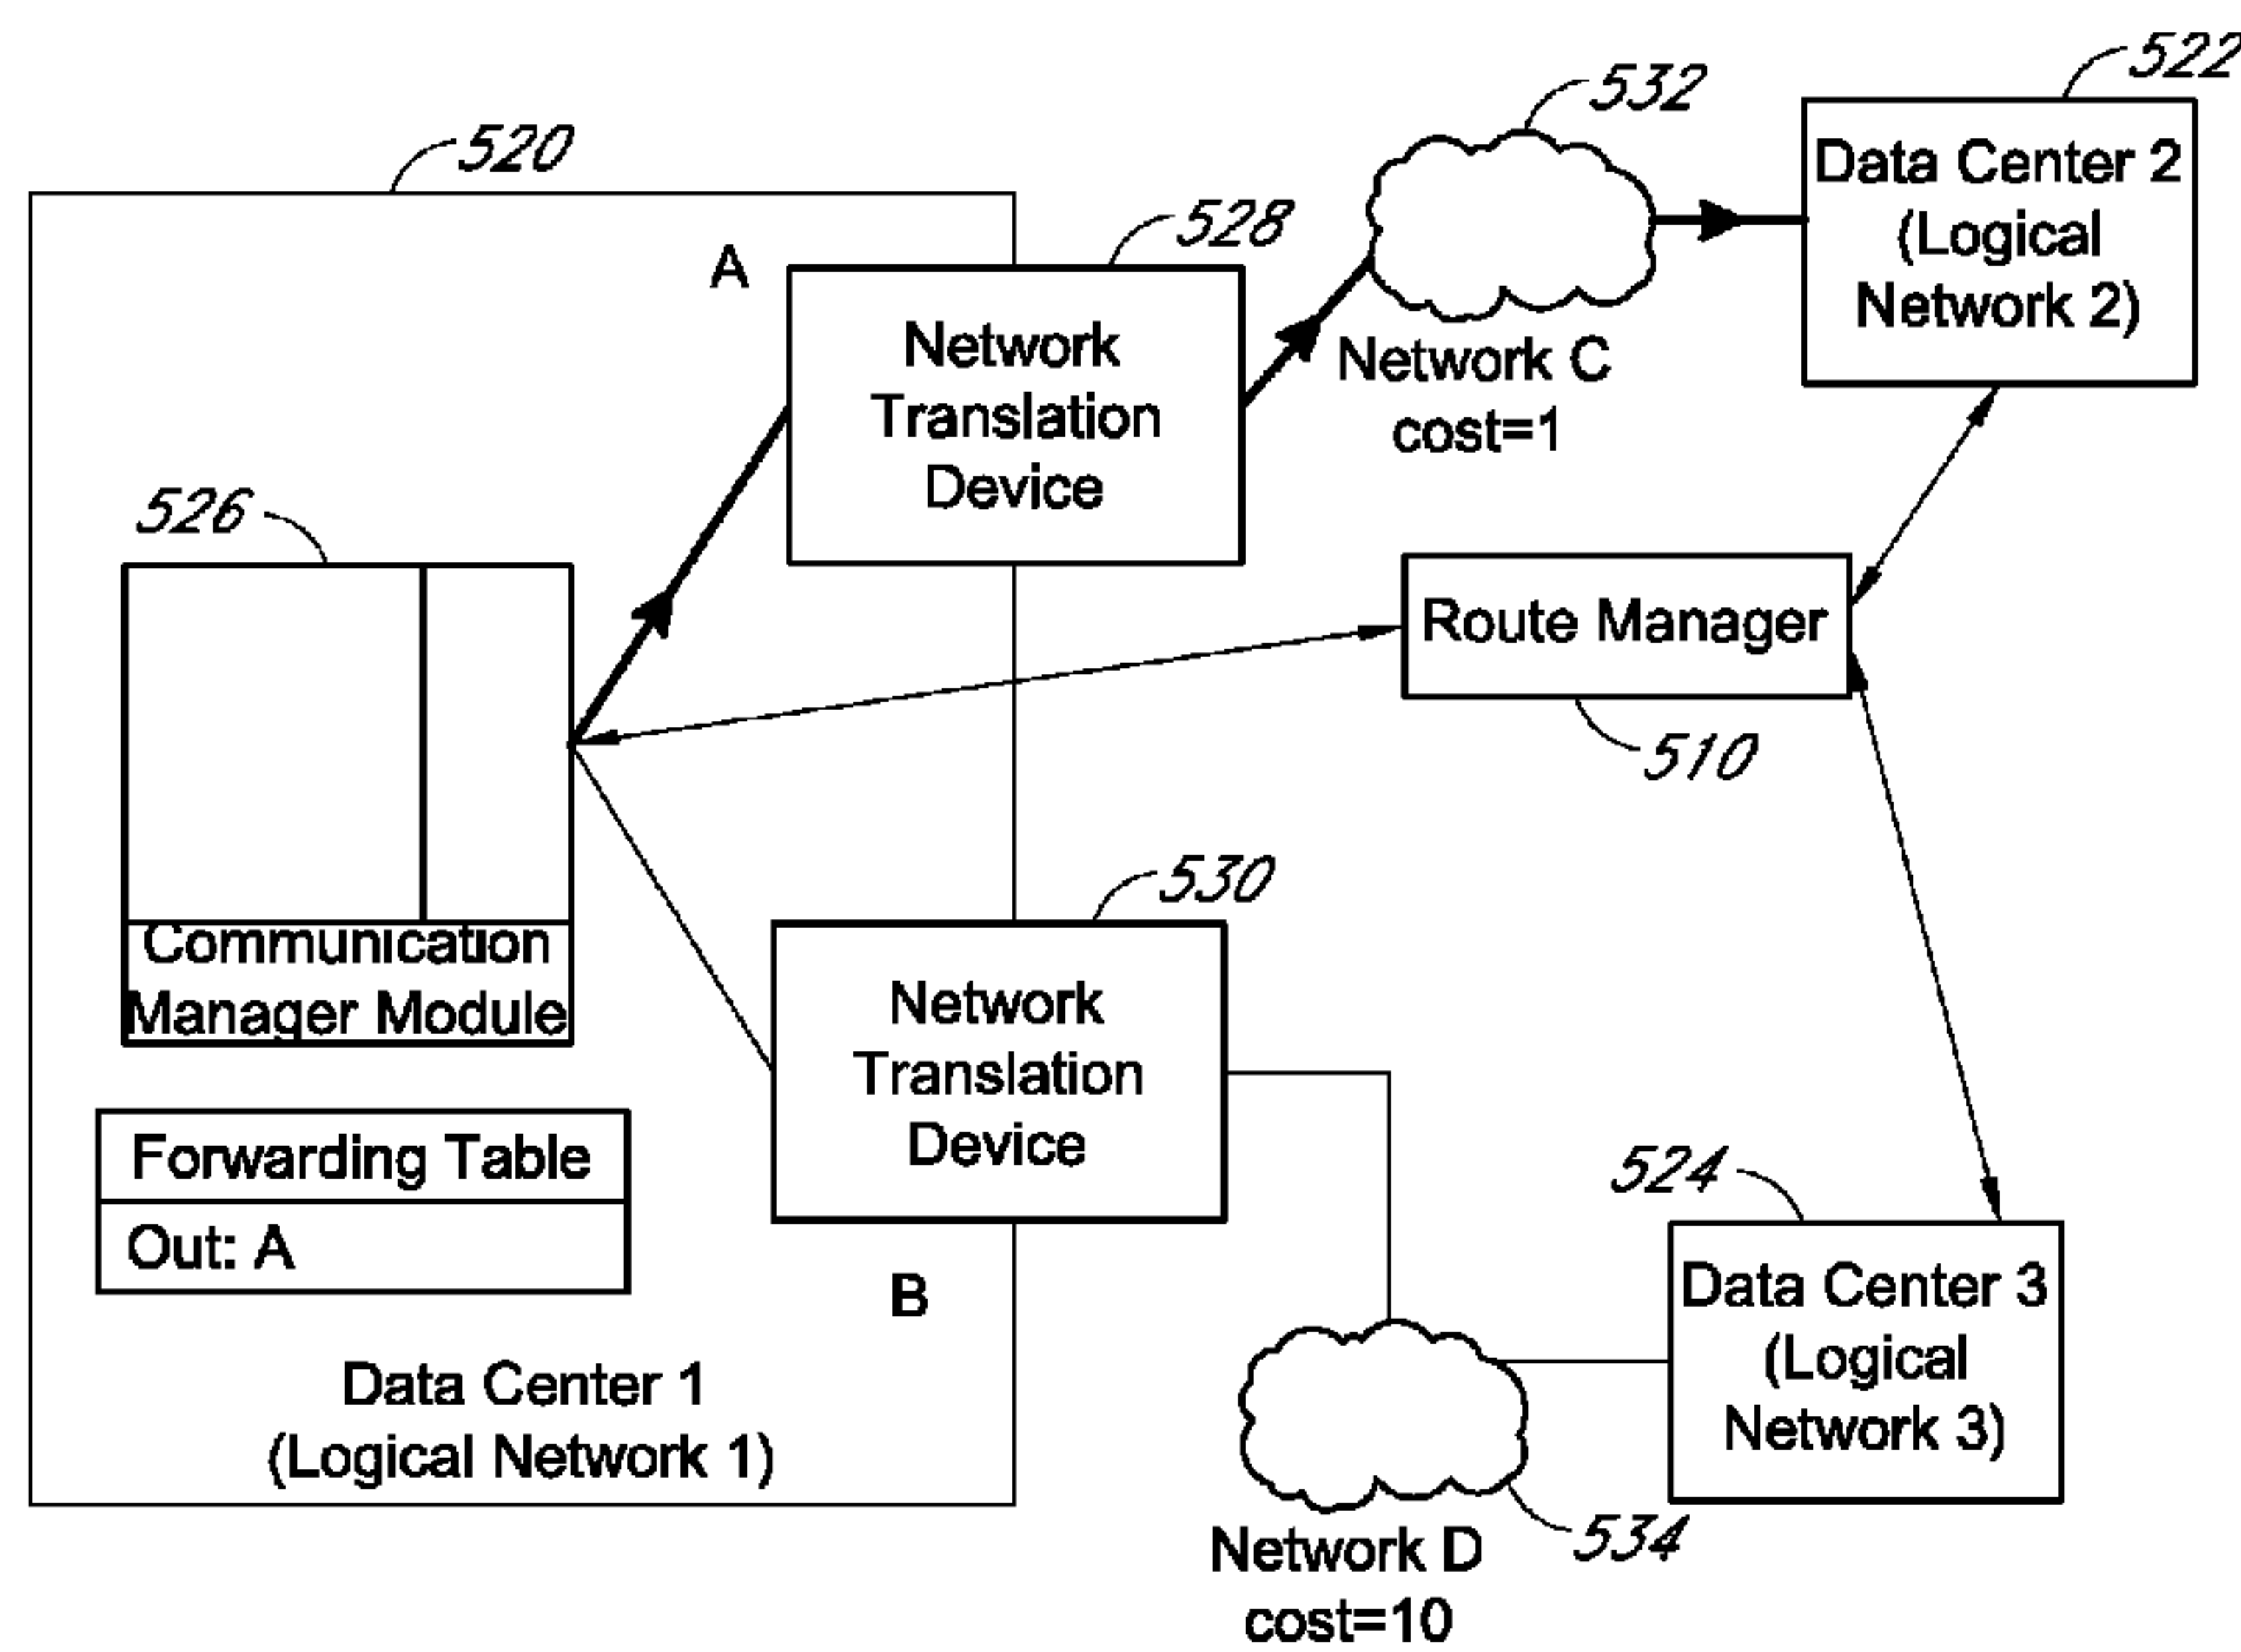 522
532
Data Center 2
(Logical
Network 2)
520
528
A
Network
Translation
Device
Network C
cost=1
526
Route Manager
510
530
Communication
Manager Module
Network
Translation
Device
Forwarding Table
Out: A
B
524
Data Center 3
(Logical
Network 3)
Data Center 1
(Logical Network 1)
534
Network D
cost=10